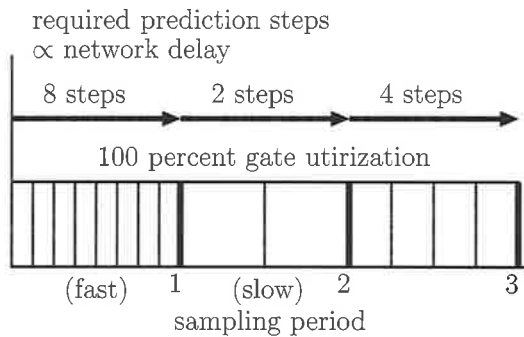 required prediction steps
∝ network delay
8 steps 2 steps 4 steps
100 percent gate utirization
(fast) 1 (slow) 2 3
sampling period